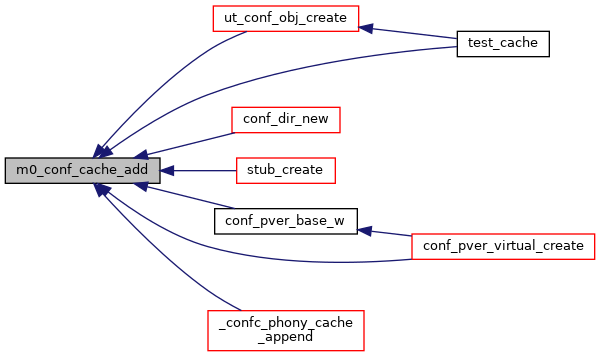 ut_conf_obj_create
test_cache
conf_dir_new
m0_conf_cache_add
stub_create
conf_pver_base_w
conf_pver_virtual_create
_confc_phony_cache
_append